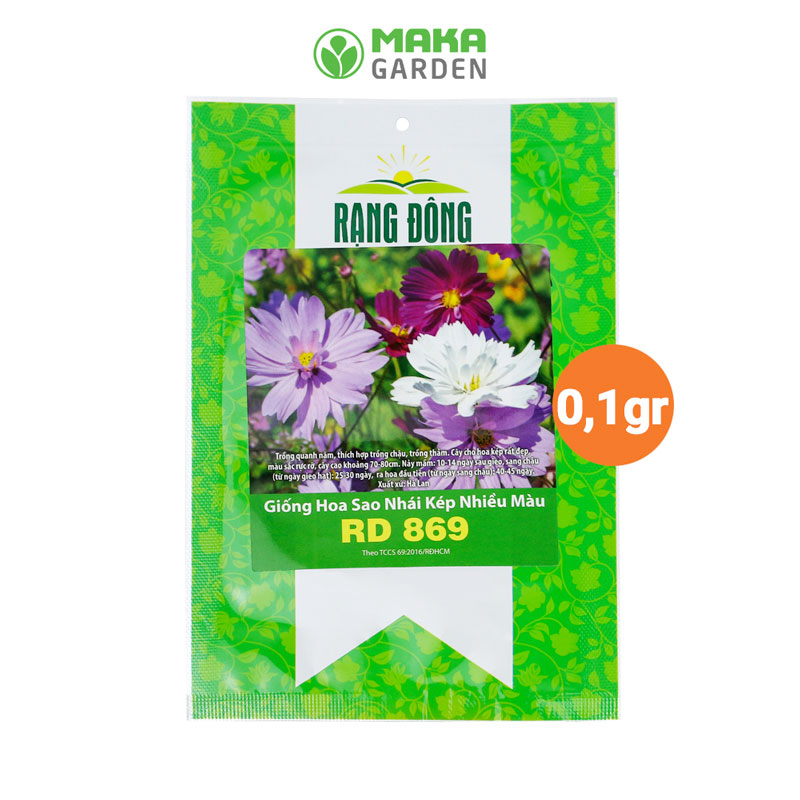 MAKA
GARDEN
RẠNG ĐÔNG
0,1gr
Trồng quanh năm, thích hợp trồng chậu, trồng thảm. Cây cho hoa kép rất đẹp,
màu sắc rực rỡ, cây cao khoảng 70-80cm. Nảy mầm: 10-14 ngày sau gieo, sang chậu
(từ ngày gieo hạt): 25-30 ngày, ra hoa đầu tiên (từ ngày sang chậu): 40-45 ngày
Xuất xứ: Hà Lan
Giống Hoa Sao Nhái Kép Nhiều Màu
RD 869
Theo TCCS 69:2016/RĐHCM